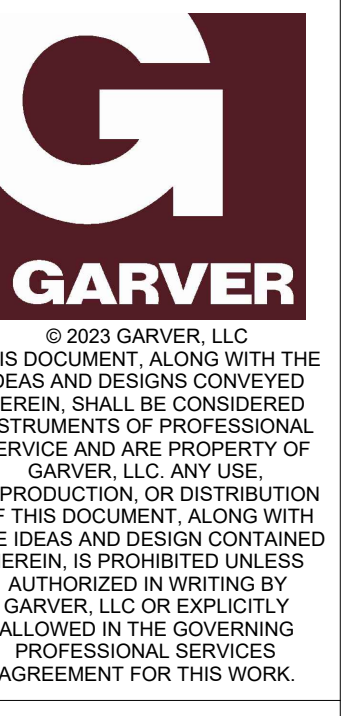 GARVER
© 2023 GARVER, LLC
IS DOCUMENT, ALONG WITH THE
DEAS AND DESIGNS CONVEYED
EREIN, SHALL BE CONSIDERED
STRUMENTS OF PROFESSIONAL
ERVICE AND ARE PROPERTY OF
GARVER, LLC. ANY USE,
PRODUCTION, OR DISTRIBUTION
F THIS DOCUMENT, ALONG WITH
E IDEAS AND DESIGN CONTAINED
EREIN, IS PROHIBITED UNLESS
AUTHORIZED IN WRITING BY
GARVER, LLC OR EXPLICITLY
ALLOWED IN THE GOVERNING
PROFESSIONAL SERVICES
AGREEMENT FOR THIS WORK.